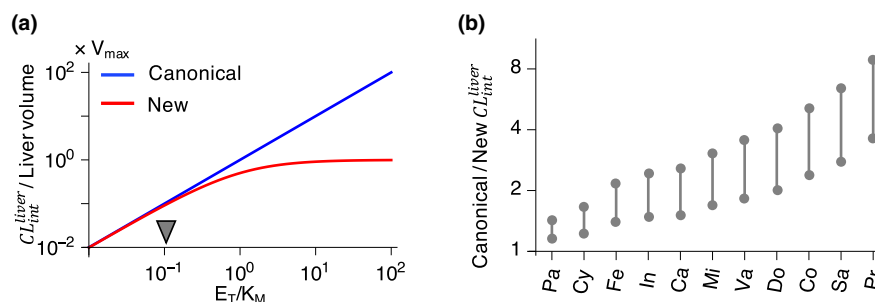 (a)
× Vmax
CL_int^liver / Liver volume
10^2
10^0
10^−2
Canonical
New
10^−1
10^0
10^1
10^2
E_T/K_M
(b)
Canonical / New CL_int^liver
8
4
2
1
Pa
Cy
Fe
In
Ca
Mi
Va
Do
Co
Sa
Pr